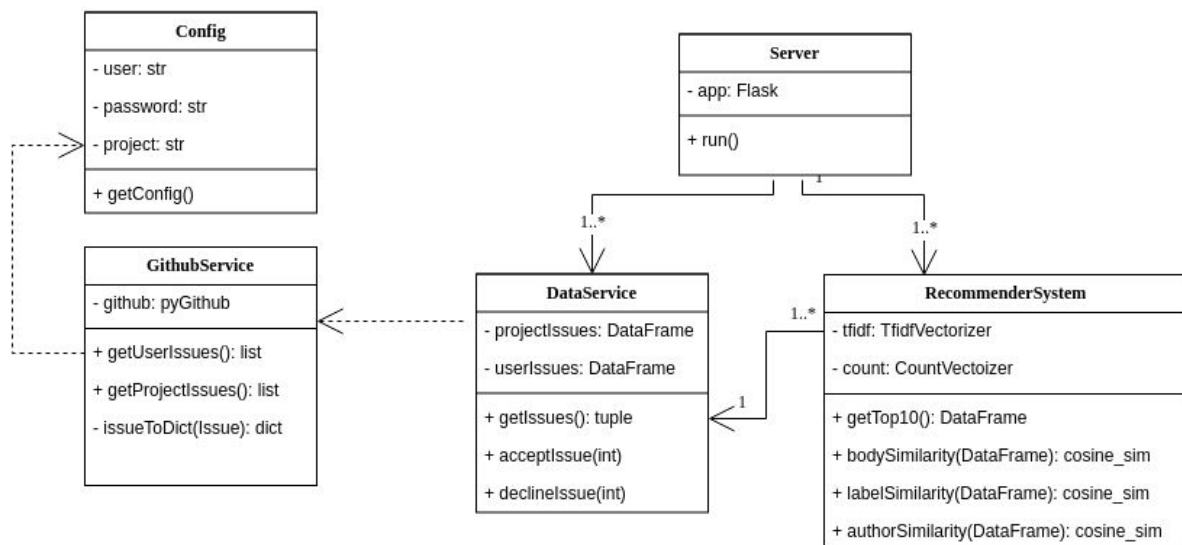 Config
- user: str
- password: str
- project: str
+ getConfig()
Server
- app: Flask
+ run()
1
1..*
1..*
GithubService
- github: pyGithub
+ getUserIssues(): list
+ getProjectIssues(): list
- issueToDict(Issue): dict
DataService
- projectIssues: DataFrame
- userIssues: DataFrame
+ getIssues(): tuple
+ acceptIssue(int)
+ declineIssue(int)
1..*
1
RecommenderSystem
- tfidf: TfidfVectorizer
- count: CountVectoizer
+ getTop10(): DataFrame
+ bodySimilarity(DataFrame): cosine_sim
+ labelSimilarity(DataFrame): cosine_sim
+ authorSimilarity(DataFrame): cosine_sim